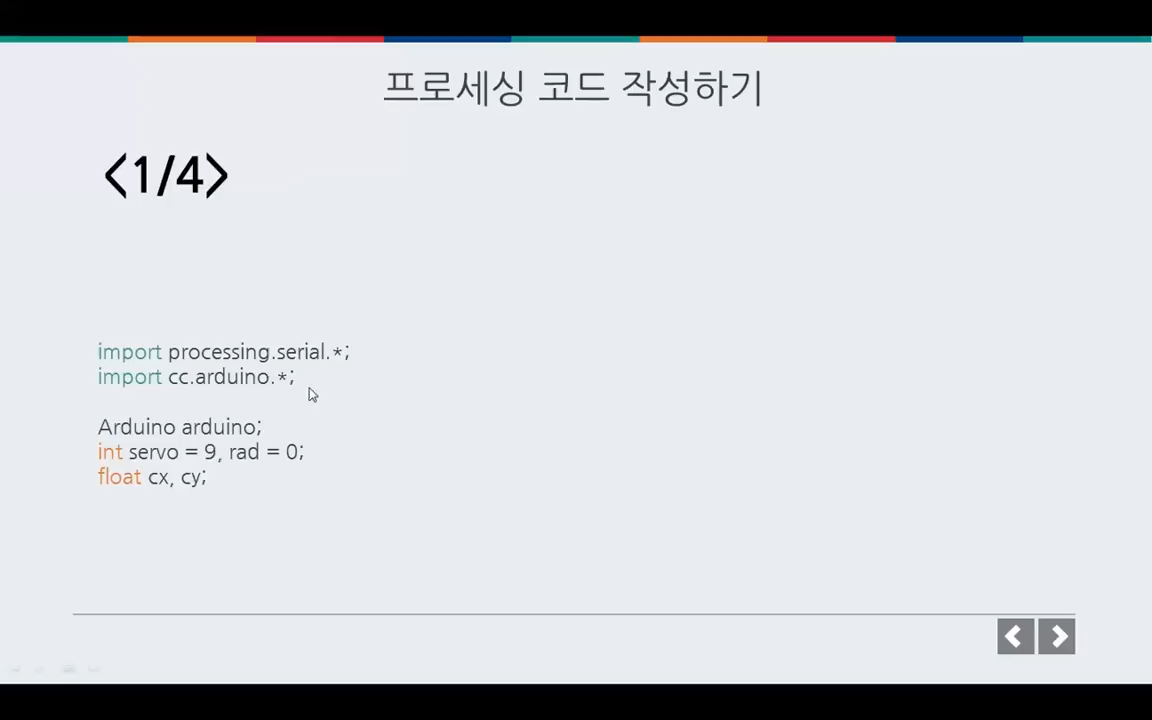 프로세싱 코드 작성하기
<1/4>
import processing.serial.*;
import cc.arduino.*;
Arduino arduino;
int servo = 9, rad = 0;
float cx, cy;